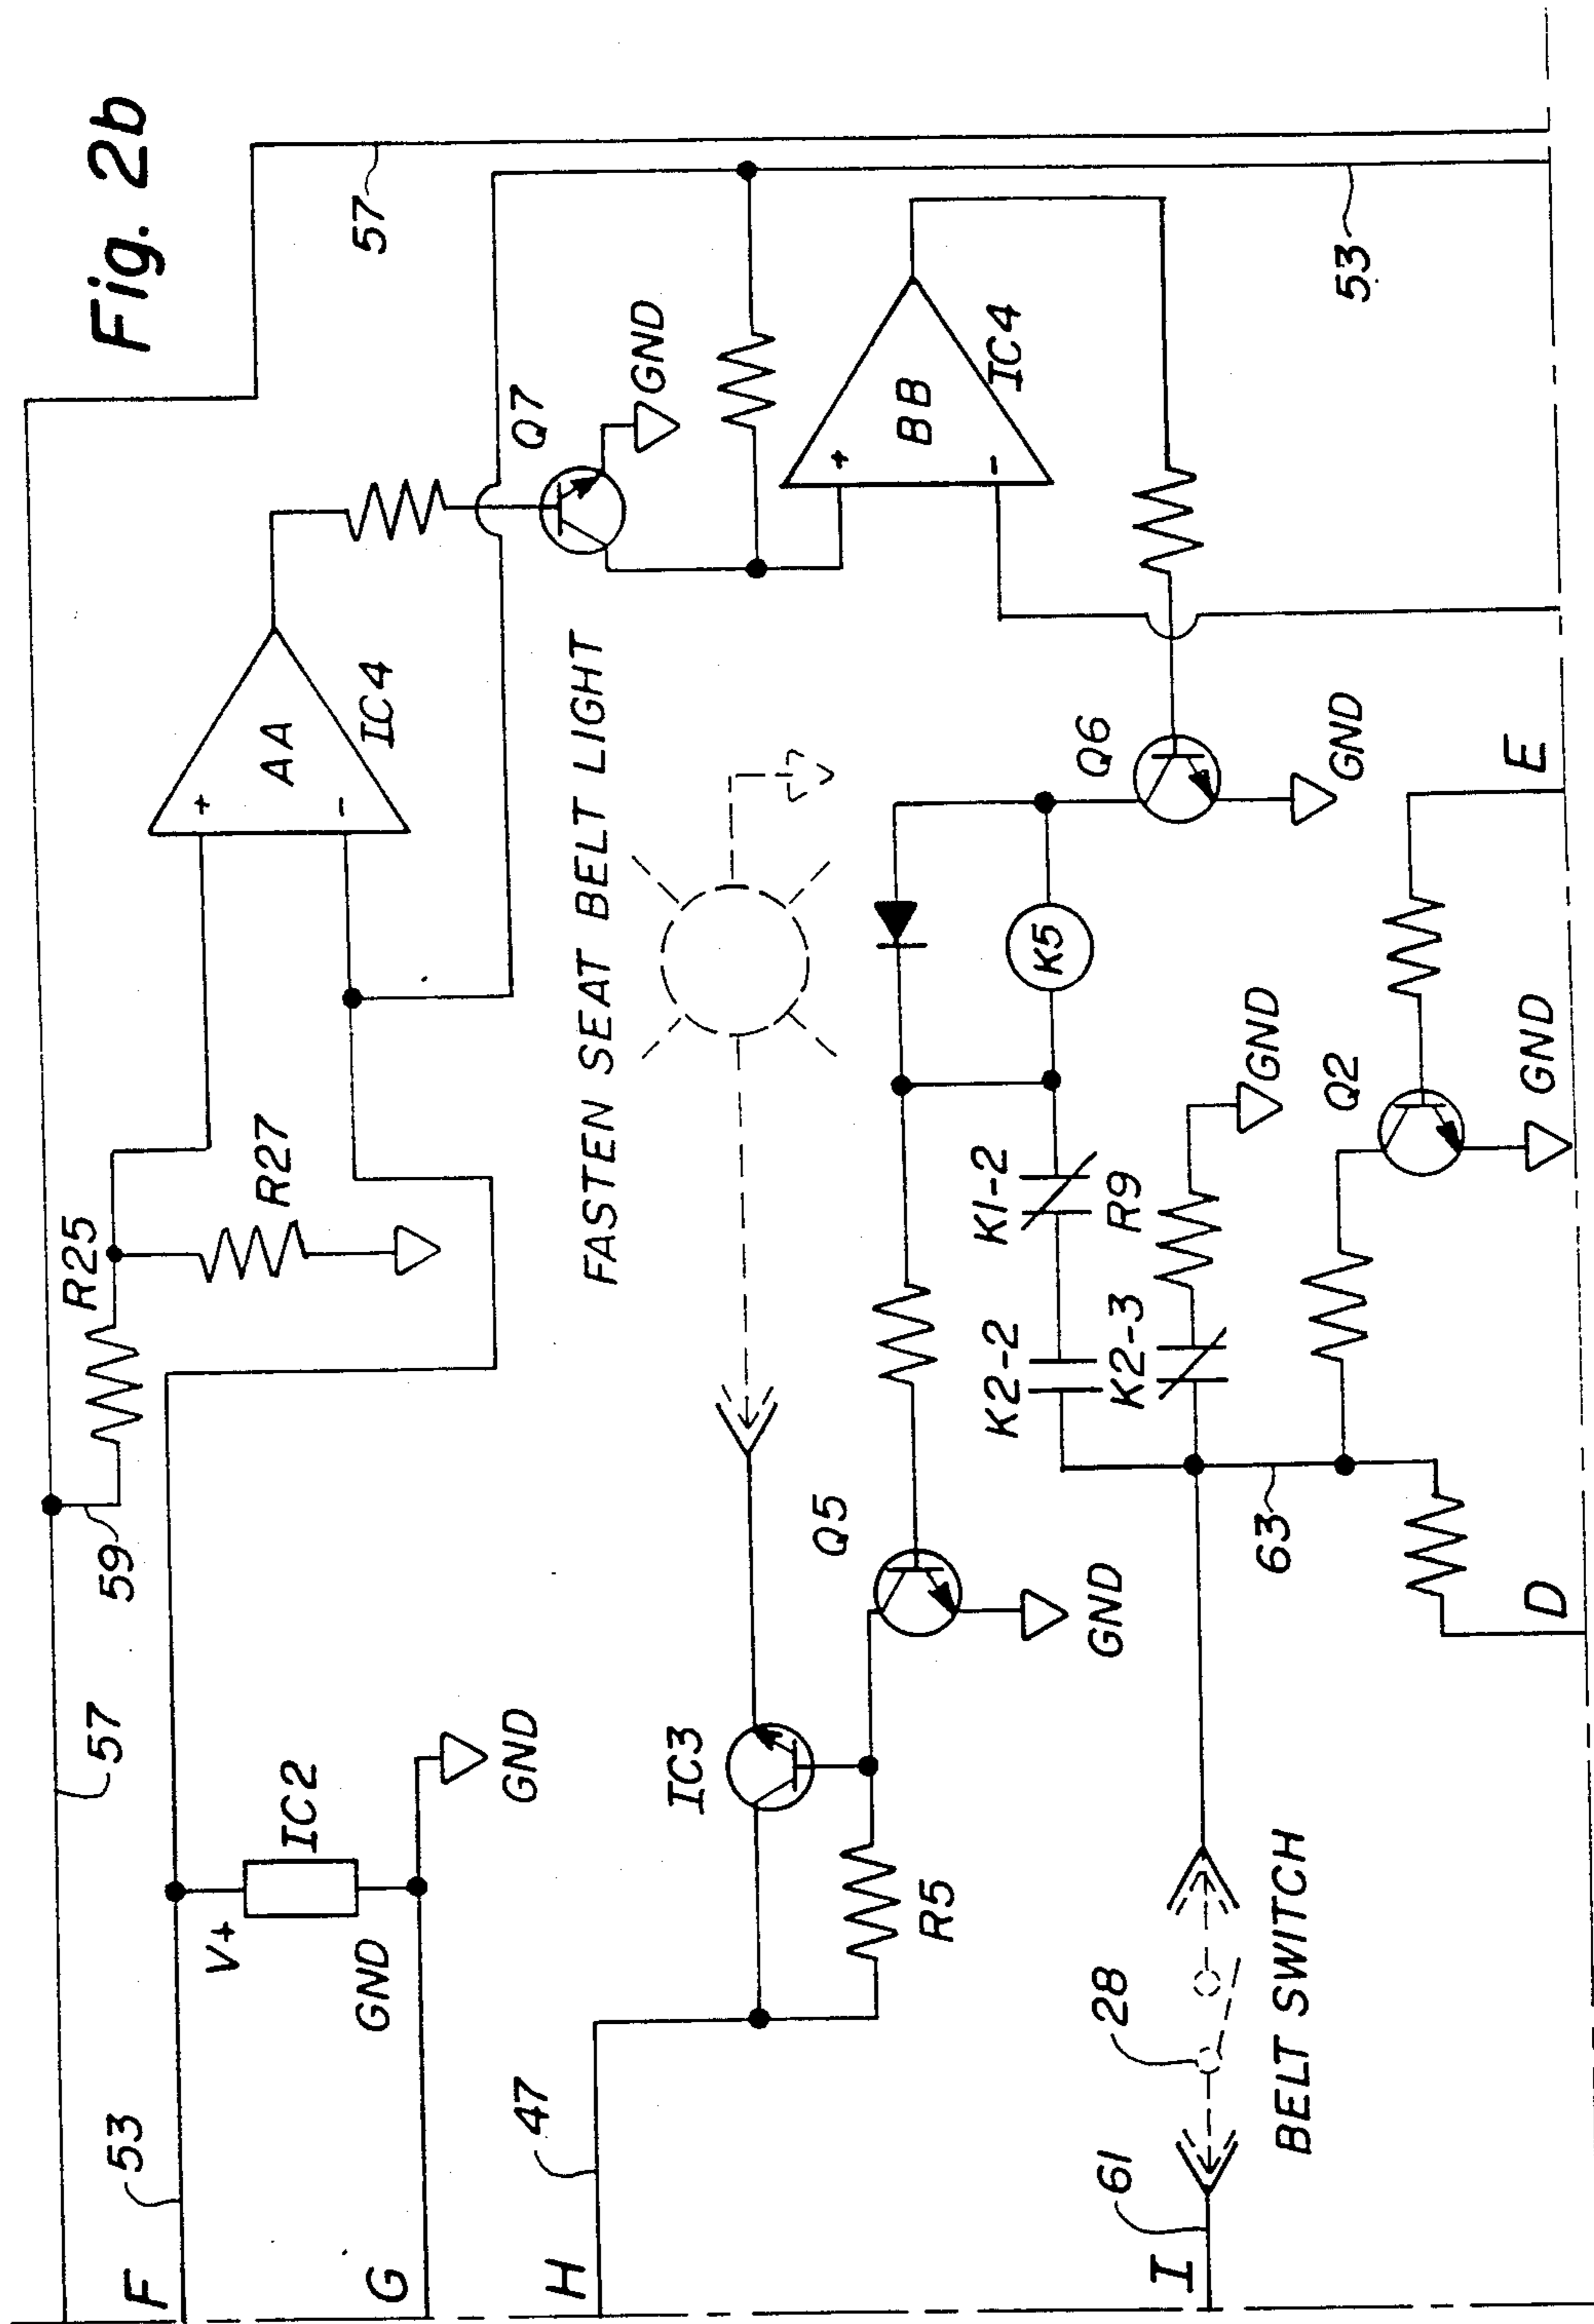 Fig. 2b
57
59
R25
R27
+
AA
-
IC4
57
Q7
GND
53
F
V+
IC2
GND
GND
G
FASTEN SEAT BELT LIGHT
+
BB
-
IC4
53
47
H
IC3
R5
Q5
GND
K5
Q6
GND
K2-2
K1-2
K2-3
R9
GND
61
I
28
BELT SWITCH
63
Q2
GND
D
E